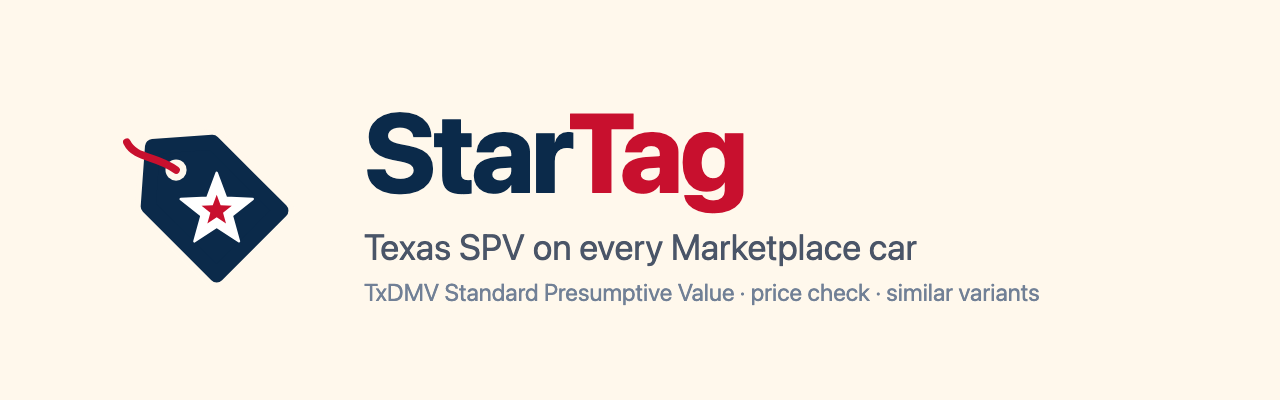 StarTag
Texas SPV on every Marketplace car
TxDMV Standard Presumptive Value · price check · similar variants